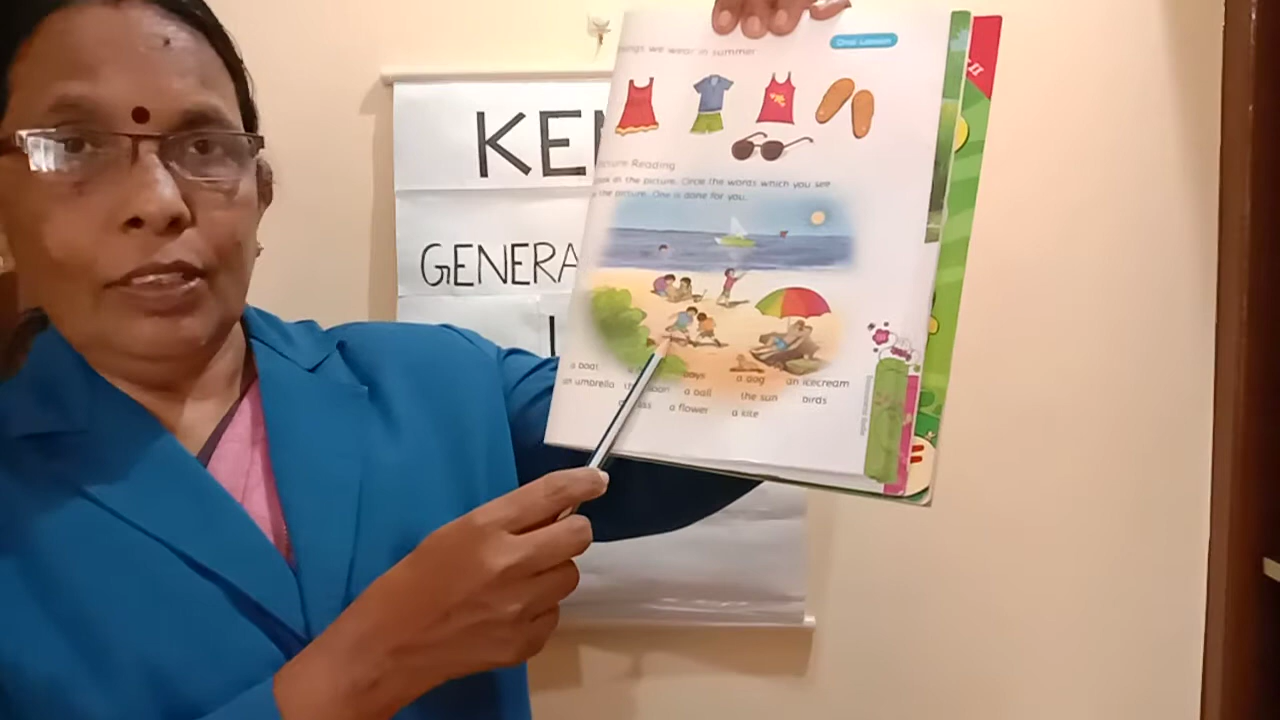 KE
GENERA
Oral Lesson
things we wear in summer
Picture Reading
Look at the picture. Circle the words which you see
in the picture. One is done for you.
a boat boys a dog an icecream
an umbrella a ball the sun birds
a flower a kite